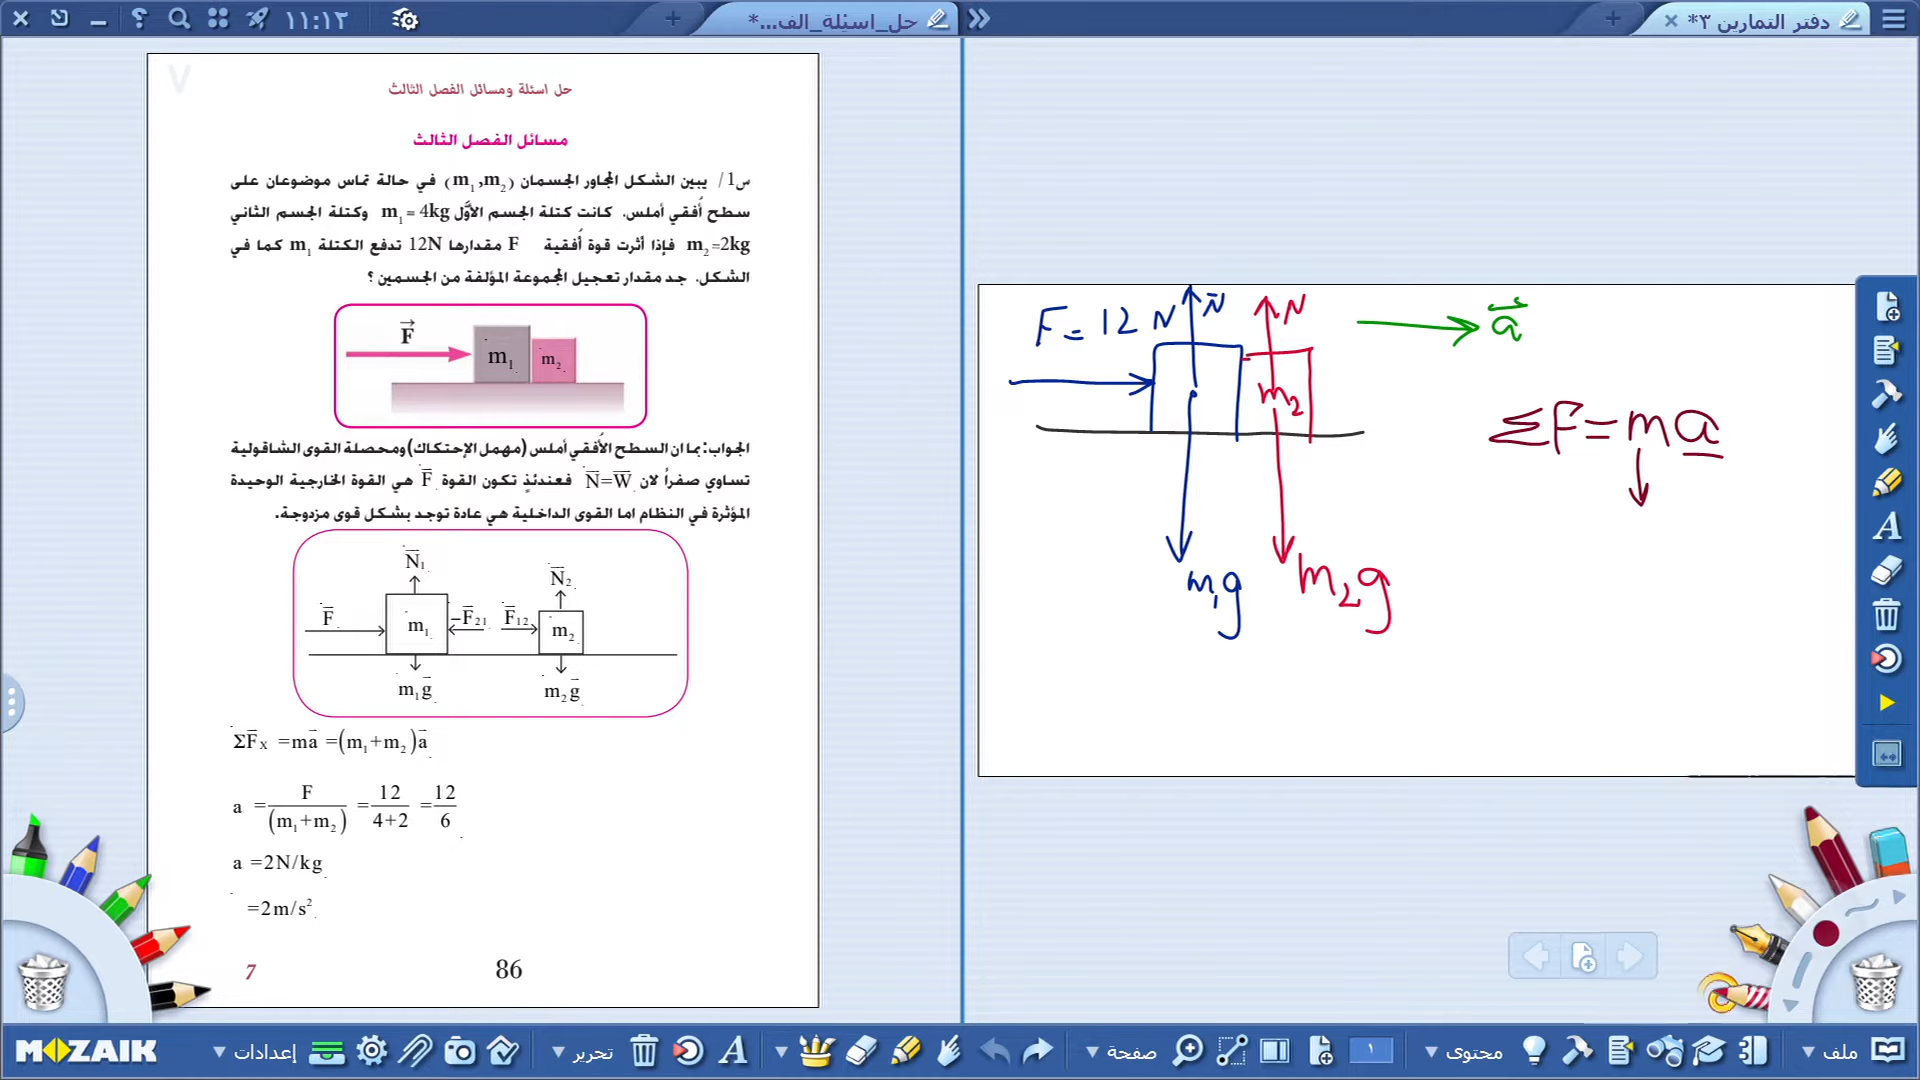 ١١:١٢
حل_اسئلة_الف...*
دفتر التمارين ٣*
٧
حل اسئلة ومسائل الفصل الثالث
مسائل الفصل الثالث
س1/ يبين الشكل المجاور الجسمان (m1,m2) في حالة تماس موضوعان على
سطح أفقي أملس. كانت كتلة الجسم الأوَّل m1=4kg وكتلة الجسم الثاني
m2=2kg فإذا أثرت قوة أفقية F مقدارها 12N تدفع الكتلة m1 كما في
الشكل. جد مقدار تعجيل المجموعة المؤلفة من الجسمين؟
F
m1
m2
الجواب: بما ان السطح الأفقي أملس (مهمل الإحتكاك) ومحصلة القوى الشاقولية
تساوي صفراً لان N=W فعندئذٍ تكون القوة F هي القوة الخارجية الوحيدة
المؤثرة في النظام اما القوى الداخلية هي عادة توجد بشكل قوى مزدوجة.
N1
N2
F
m1
-F21
F12
m2
m1g
m2g
ΣFx =ma =(m1+m2)a
a = F/(m1+m2) = 12/4+2 = 12/6
a =2N/kg
=2m/s²
7
86
F=12 N
N
N
a
m2
ΣF=ma
m1g
m2g
MOZAIK
إعدادات
تحرير
صفحة
١
محتوى
ملف